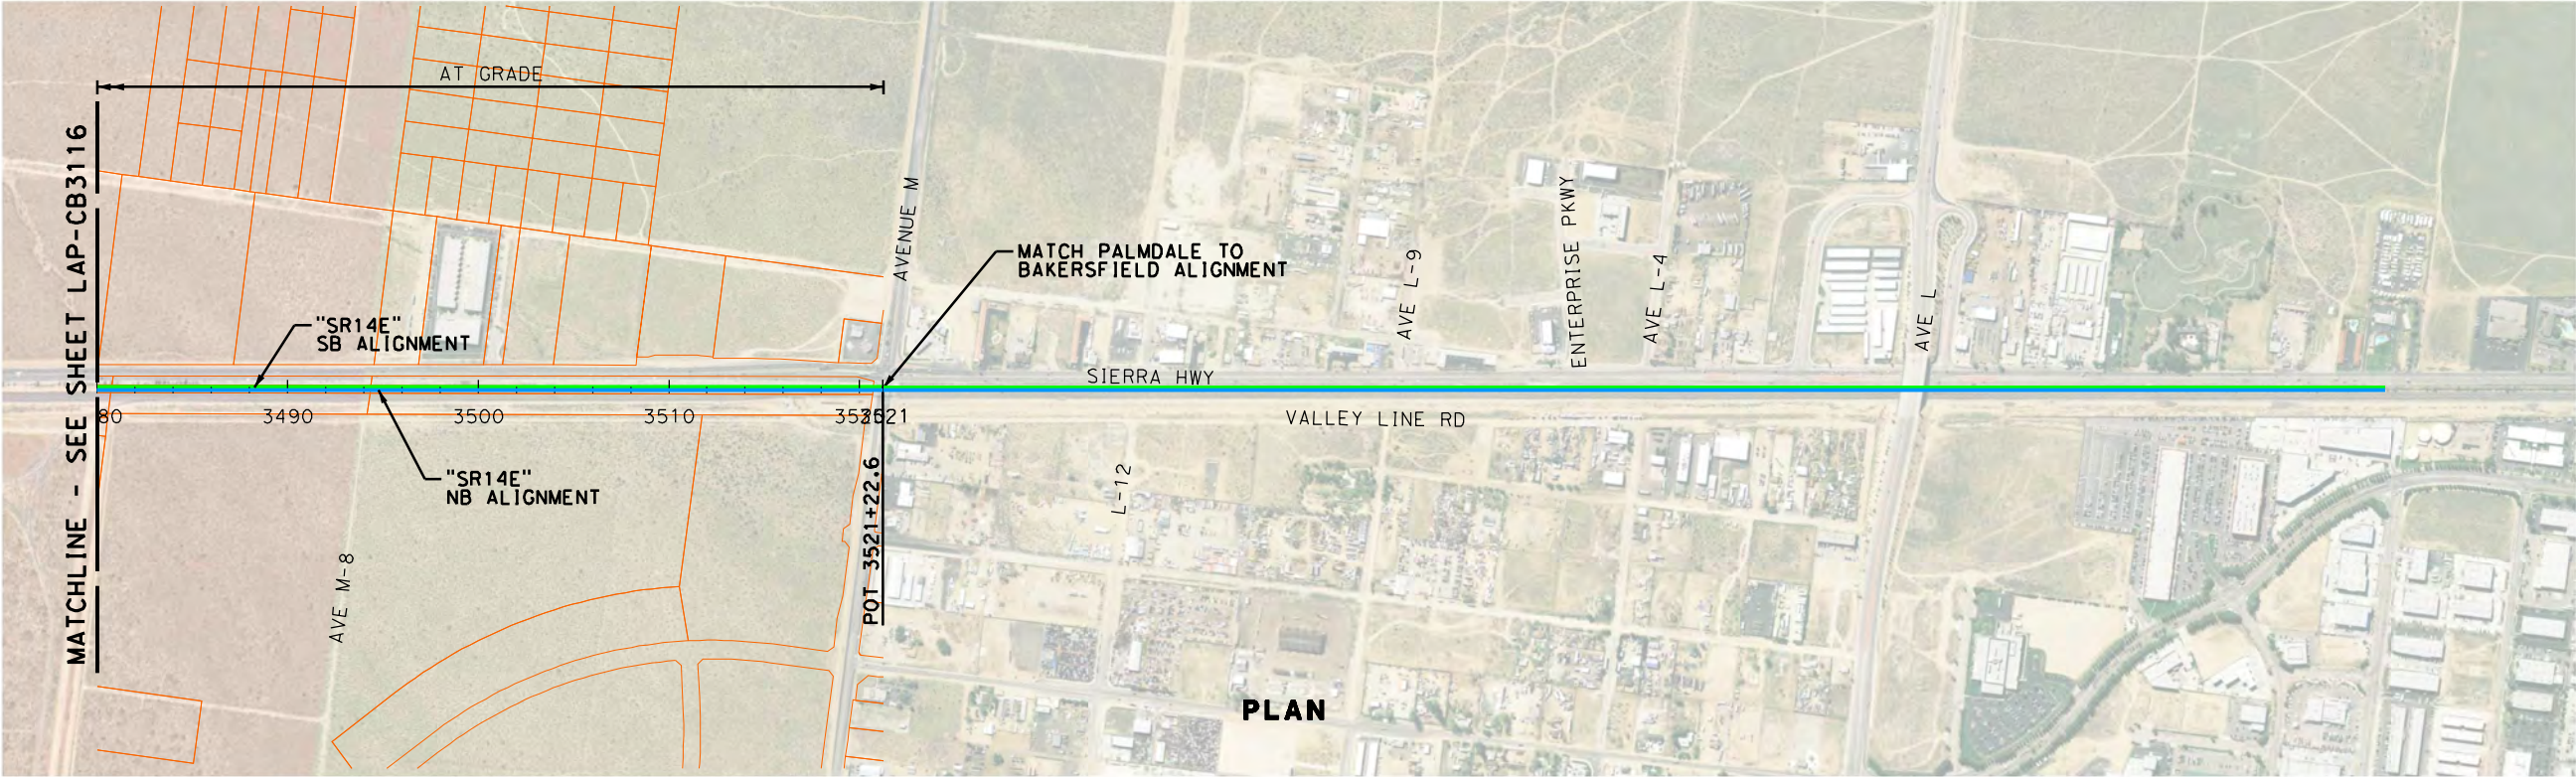 AT GRADE
MATCHLINE - SEE SHEET LAP-CB3116
AVENUE M
MATCH PALMDALE TO
BAKERSFIELD ALIGNMENT
AVE L-9
ENTERPRISE PKWY
AVE L-4
AVE L
"SR14E"
SB ALIGNMENT
SIERRA HWY
80
3490
3500
3510
3521
VALLEY LINE RD
"SR14E"
NB ALIGNMENT
POT 3521+22.6
L-12
AVE M-8
PLAN